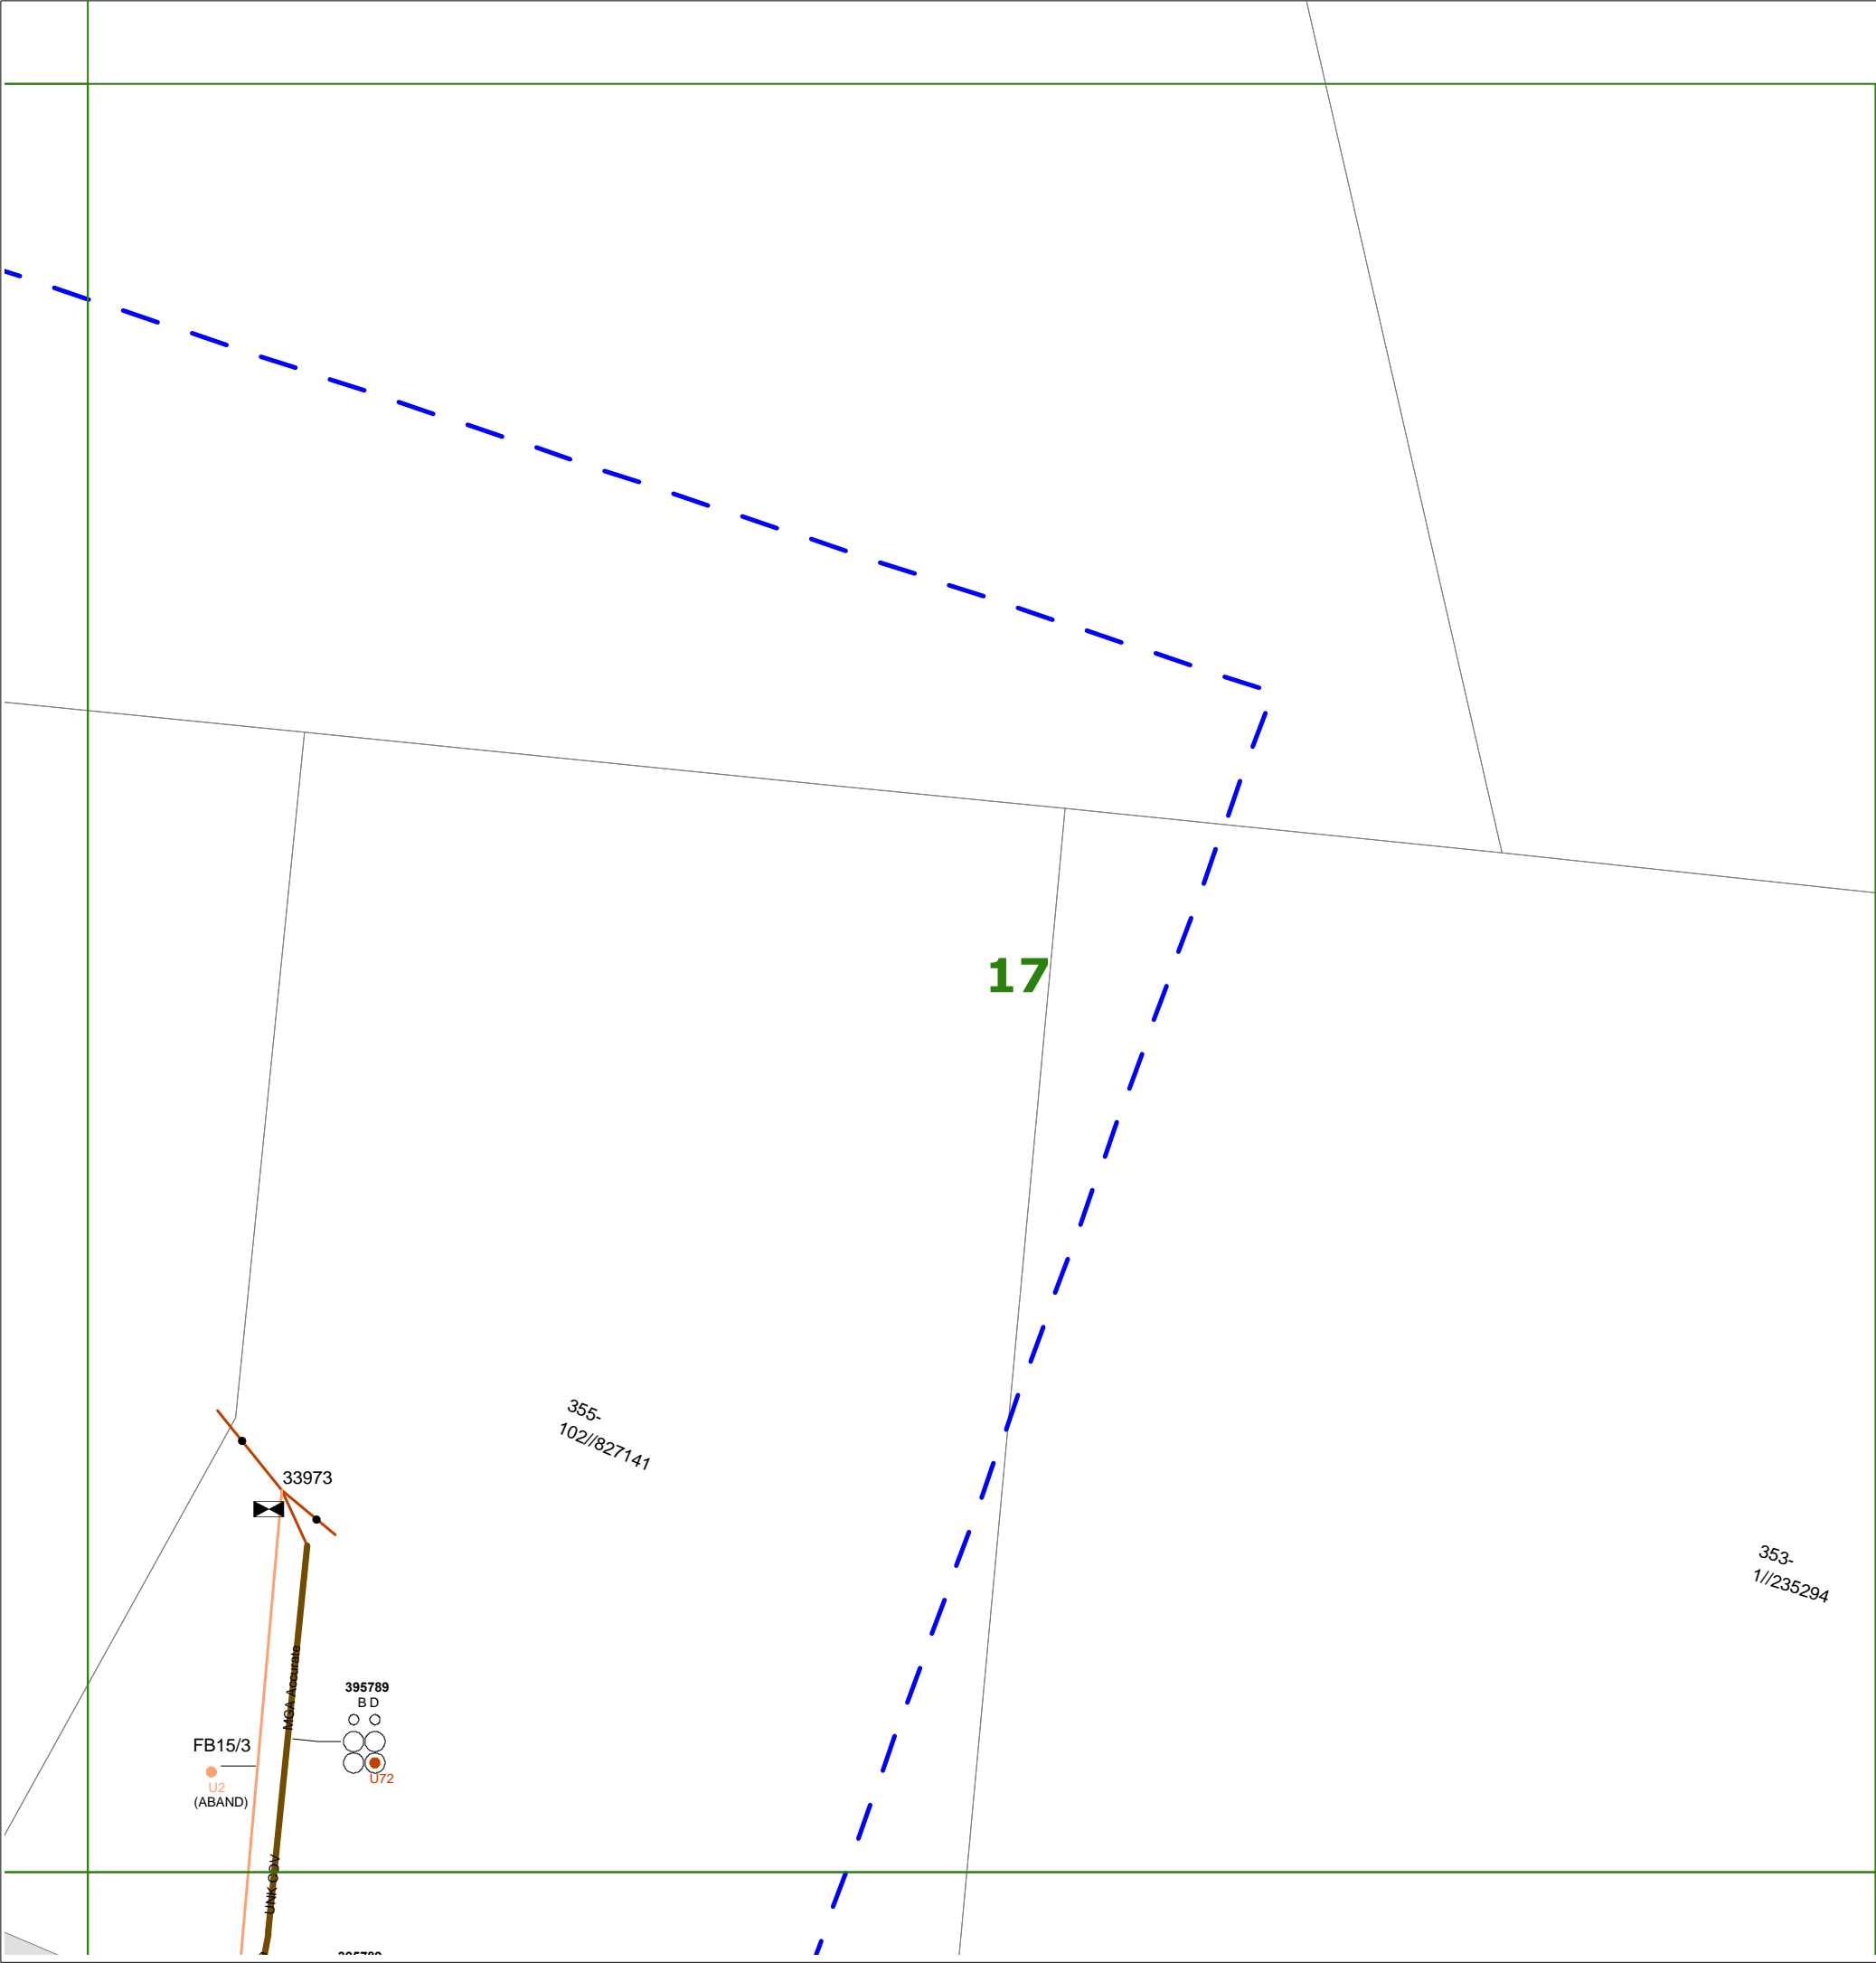 17
355-
102//827141
33973
353-
1//235294
MGA Accurate
395789
B D
FB15/3
U72
U2
(ABAND)
UNK COV